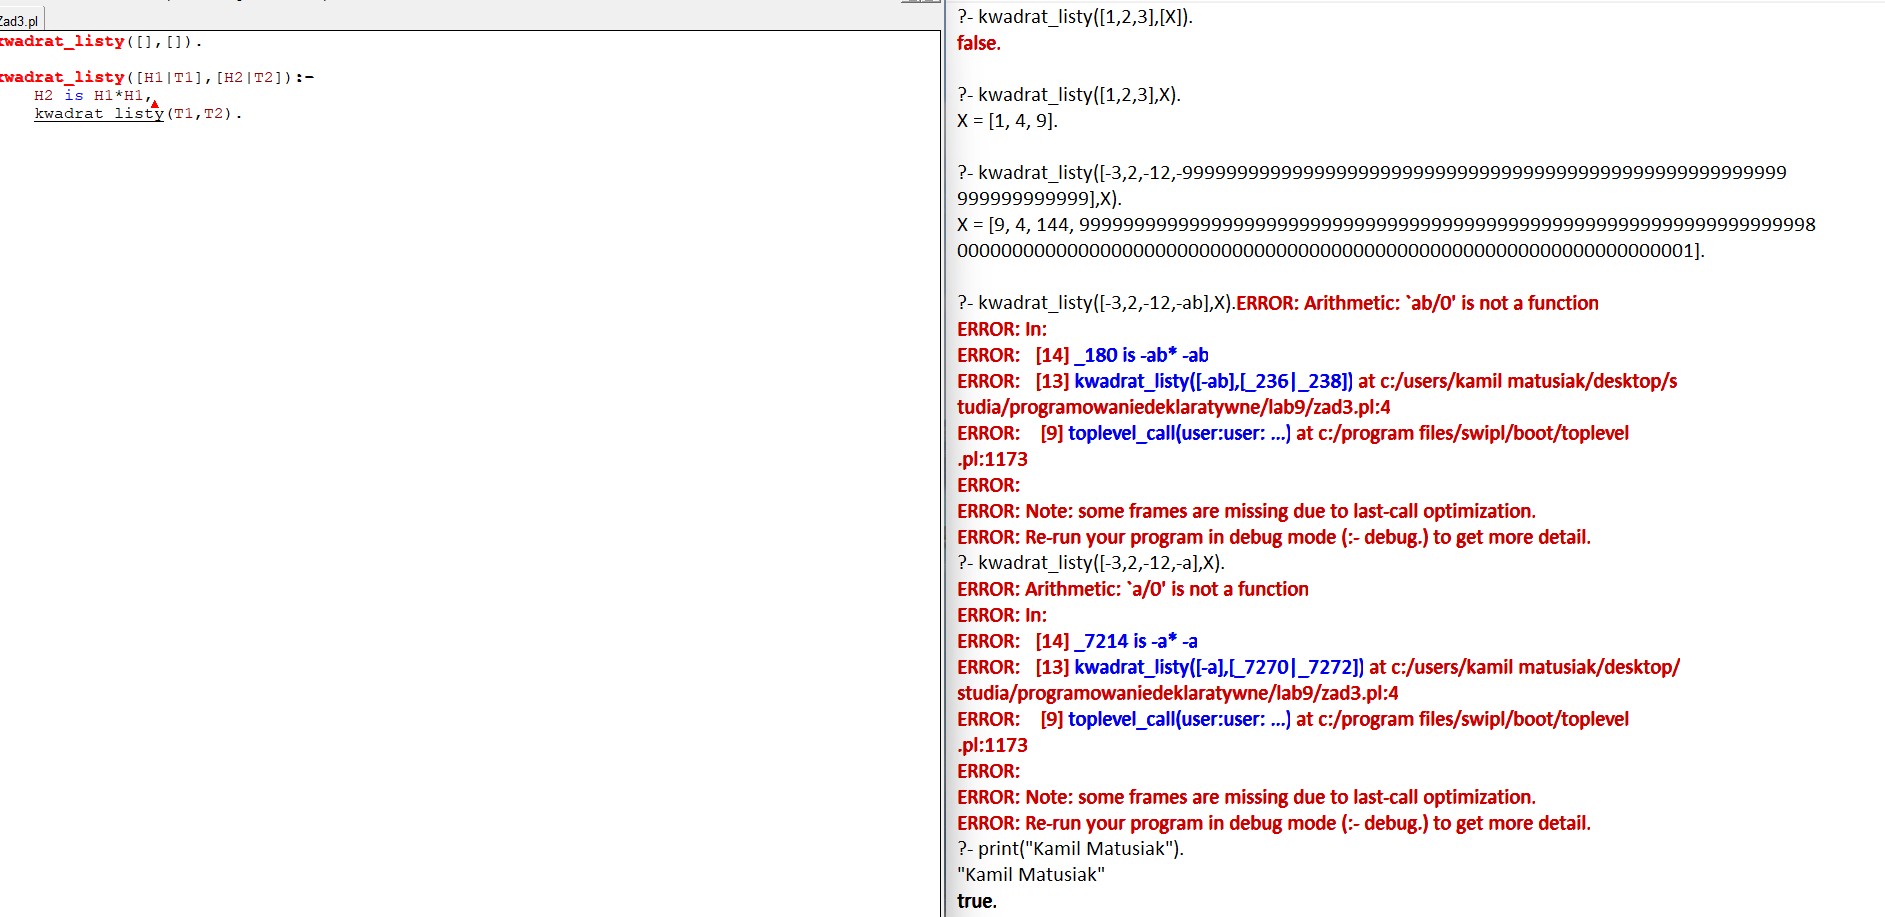 Zad3.pl
kwadrat_listy([],[]).
kwadrat_listy([H1|T1],[H2|T2]):-
H2 is H1*H1,
kwadrat_listy(T1,T2).
?- kwadrat_listy([1,2,3],[X]).
false.
?- kwadrat_listy([1,2,3],X).
X = [1, 4, 9].
?- kwadrat_listy([-3,2,-12,-9999999999999999999999999999999999999999999999999999999
999999999999],X).
X = [9, 4, 144, 9999999999999999999999999999999999999999999999999999999999999999998
0000000000000000000000000000000000000000000000000000000000000000001].
?- kwadrat_listy([-3,2,-12,-ab],X).ERROR: Arithmetic: `ab/0' is not a function
ERROR: In:
ERROR:   [14] _180 is -ab* -ab
ERROR:   [13] kwadrat_listy([-ab],[_236|_238]) at c:/users/kamil matusiak/desktop/s
tudia/programowaniedeklaratywne/lab9/zad3.pl:4
ERROR:    [9] toplevel_call(user:user: ...) at c:/program files/swipl/boot/toplevel
.pl:1173
ERROR:
ERROR: Note: some frames are missing due to last-call optimization.
ERROR: Re-run your program in debug mode (:- debug.) to get more detail.
?- kwadrat_listy([-3,2,-12,-a],X).
ERROR: Arithmetic: `a/0' is not a function
ERROR: In:
ERROR:   [14] _7214 is -a* -a
ERROR:   [13] kwadrat_listy([-a],[_7270|_7272]) at c:/users/kamil matusiak/desktop/
studia/programowaniedeklaratywne/lab9/zad3.pl:4
ERROR:    [9] toplevel_call(user:user: ...) at c:/program files/swipl/boot/toplevel
.pl:1173
ERROR:
ERROR: Note: some frames are missing due to last-call optimization.
ERROR: Re-run your program in debug mode (:- debug.) to get more detail.
?- print("Kamil Matusiak").
"Kamil Matusiak"
true.